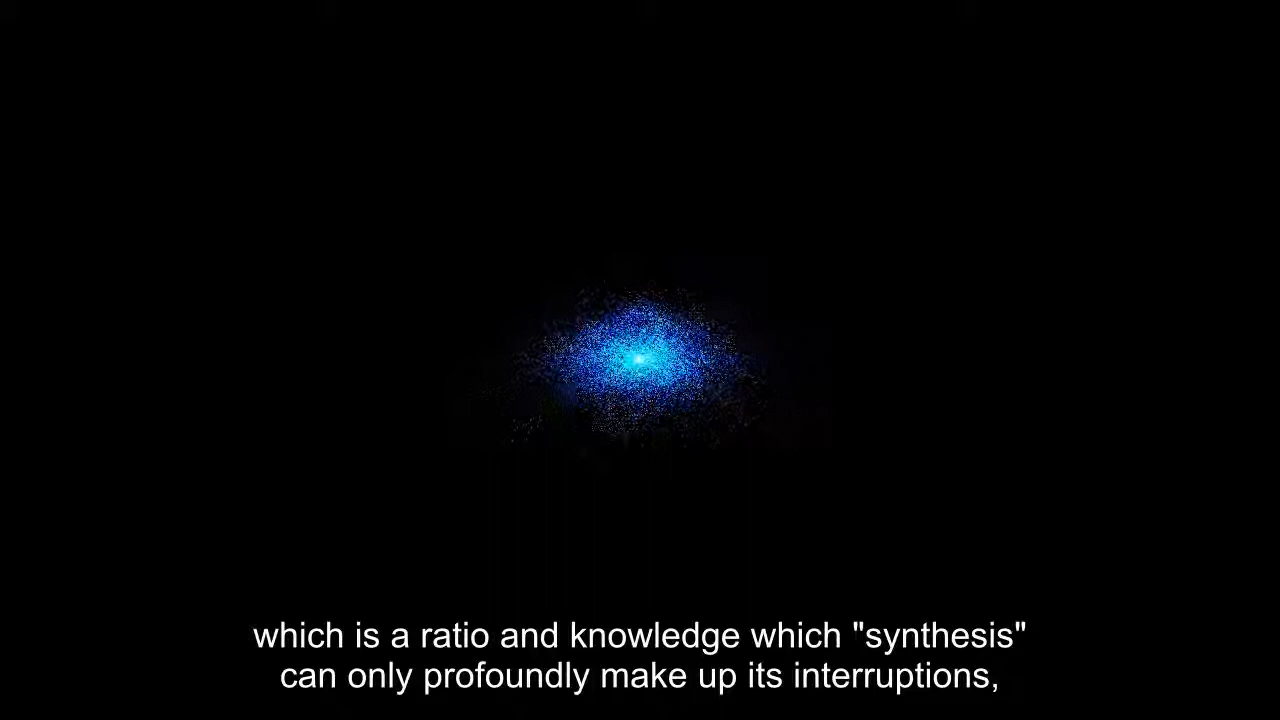 which is a ratio and knowledge which "synthesis"
can only profoundly make up its interruptions,